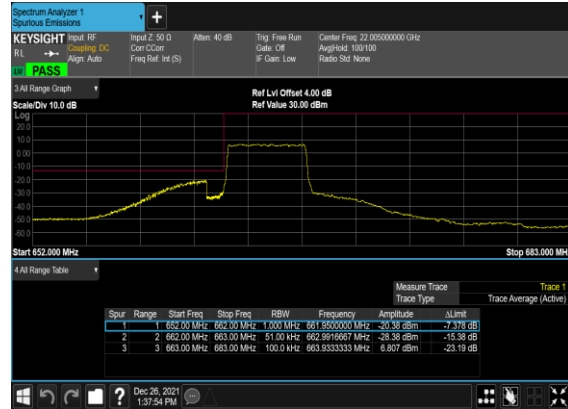 Spectrum Analyzer 1
Spurious Emissions
KEYSIGHT Input: RF Input Z: 50 Ω Atten: 40 dB Trig: Free Run Center Freq: 22.005000000 GHz
RL Coupling: DC Corr CCorr Gate: Off Avg|Hold: 100/100
Align: Auto Freq Ref: Int (S) IF Gain: Low Radio Std: None
PASS
3 All Range Graph
Ref Lvl Offset 4.00 dB
Scale/Div 10.0 dB Ref Value 30.00 dBm
Log
20.0
10.0
0.00
-10.0
-20.0
-30.0
-40.0
-50.0
-60.0
Start 652.000 MHz Stop 683.000 MH
4 All Range Table
Measure Trace Trace 1
Trace Type Trace Average (Active)
Spur Range Start Freq Stop Freq RBW Frequency Amplitude ΔLimit
1 1 652.00 MHz 662.00 MHz 1.000 MHz 661.9500000 MHz -20.38 dBm -7.378 dB
2 2 662.00 MHz 663.00 MHz 51.00 kHz 662.9916667 MHz -28.38 dBm -15.38 dB
3 3 663.00 MHz 683.00 MHz 100.0 kHz 663.9333333 MHz 6.807 dBm -23.19 dB
? Dec 26, 2021
1:37:54 PM